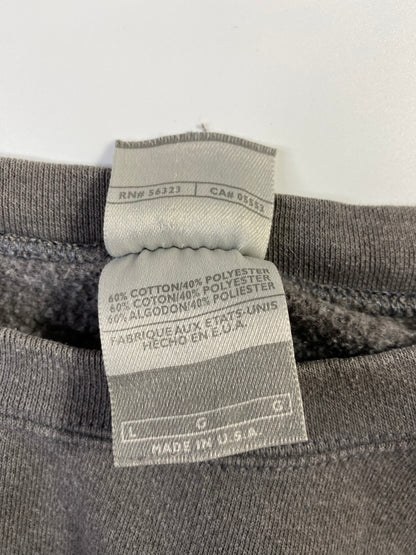 RN# 56323 CA# 05553
60% COTTON/40% POLYESTER
60% COTON/40% POLYESTER
60% ALGODON/40% POLIESTER
FABRIQUE AUX ETATS-UNIS
HECHO EN E.U.A.
L G G
MADE IN U.S.A.